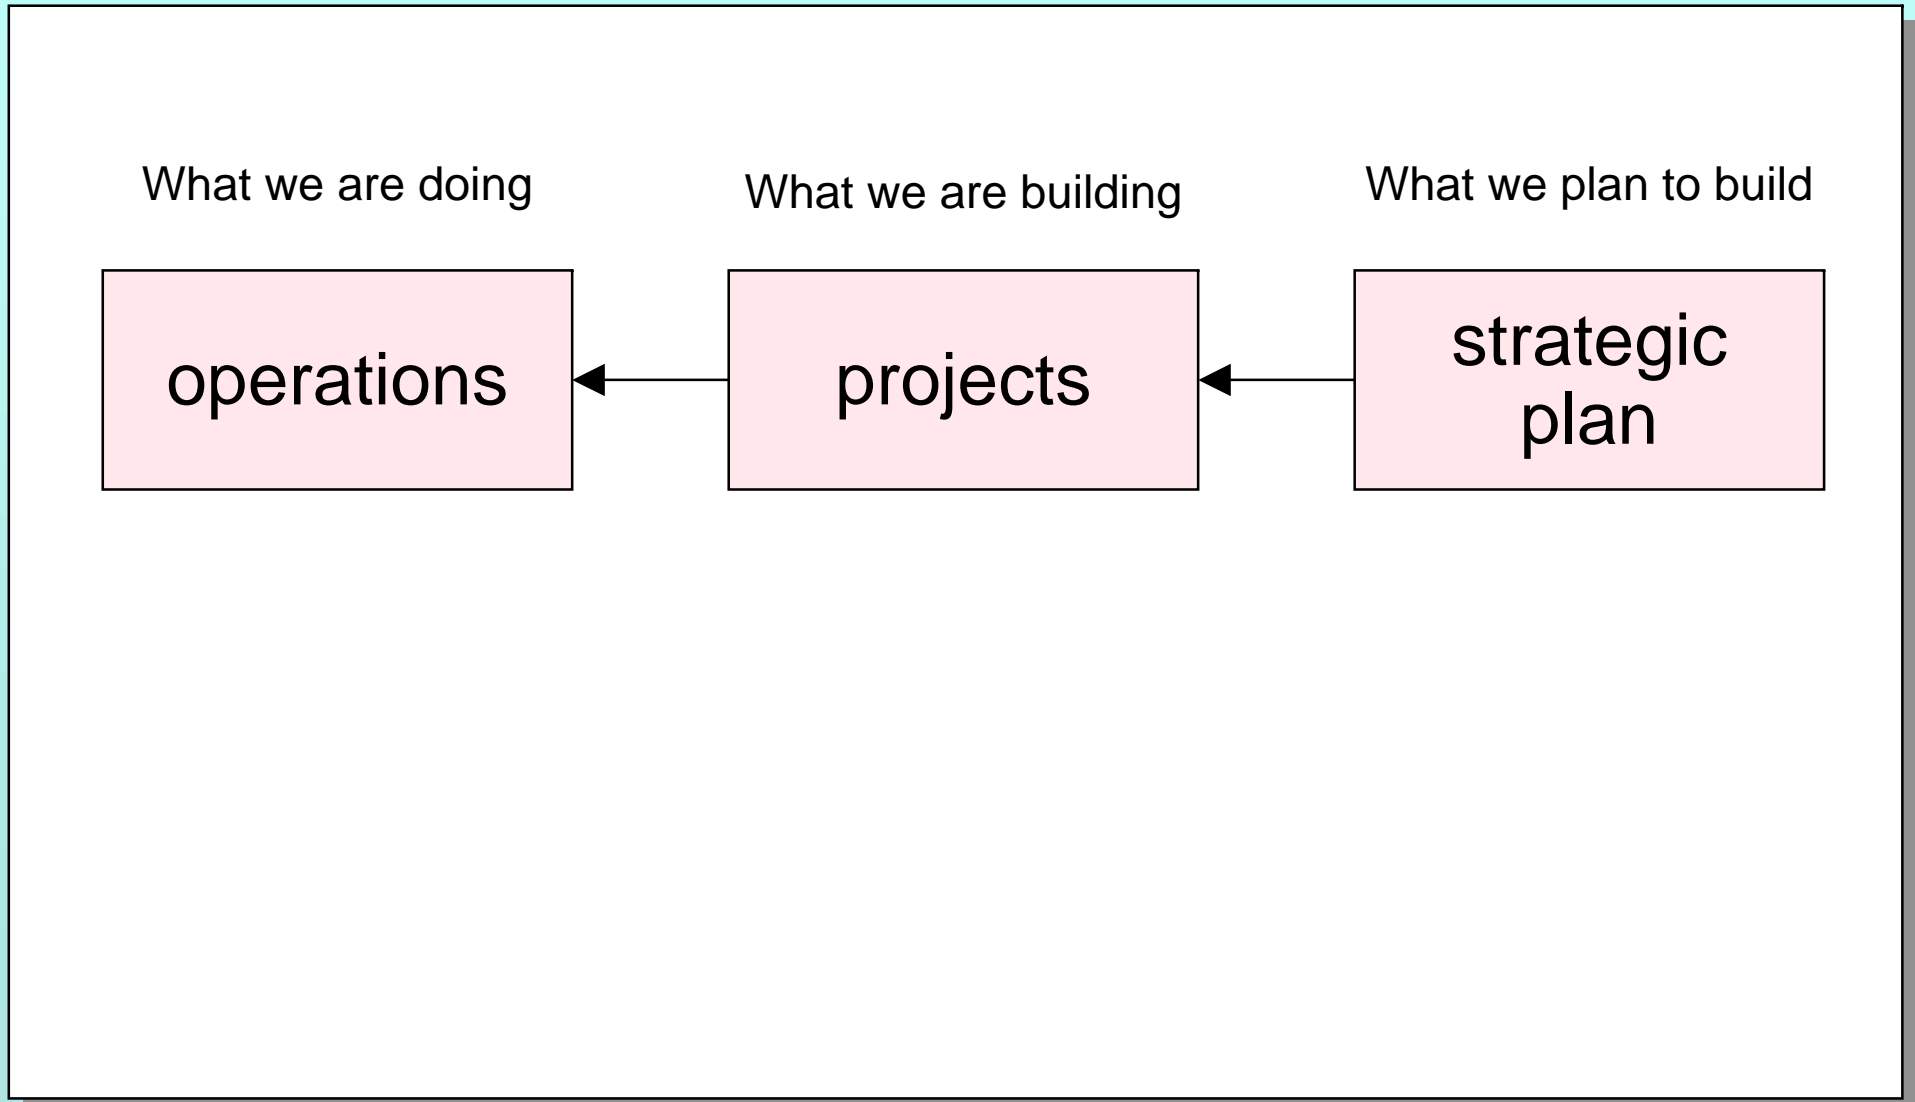 What we are doing
What we are building
What we plan to build
operations
projects
strategic
plan